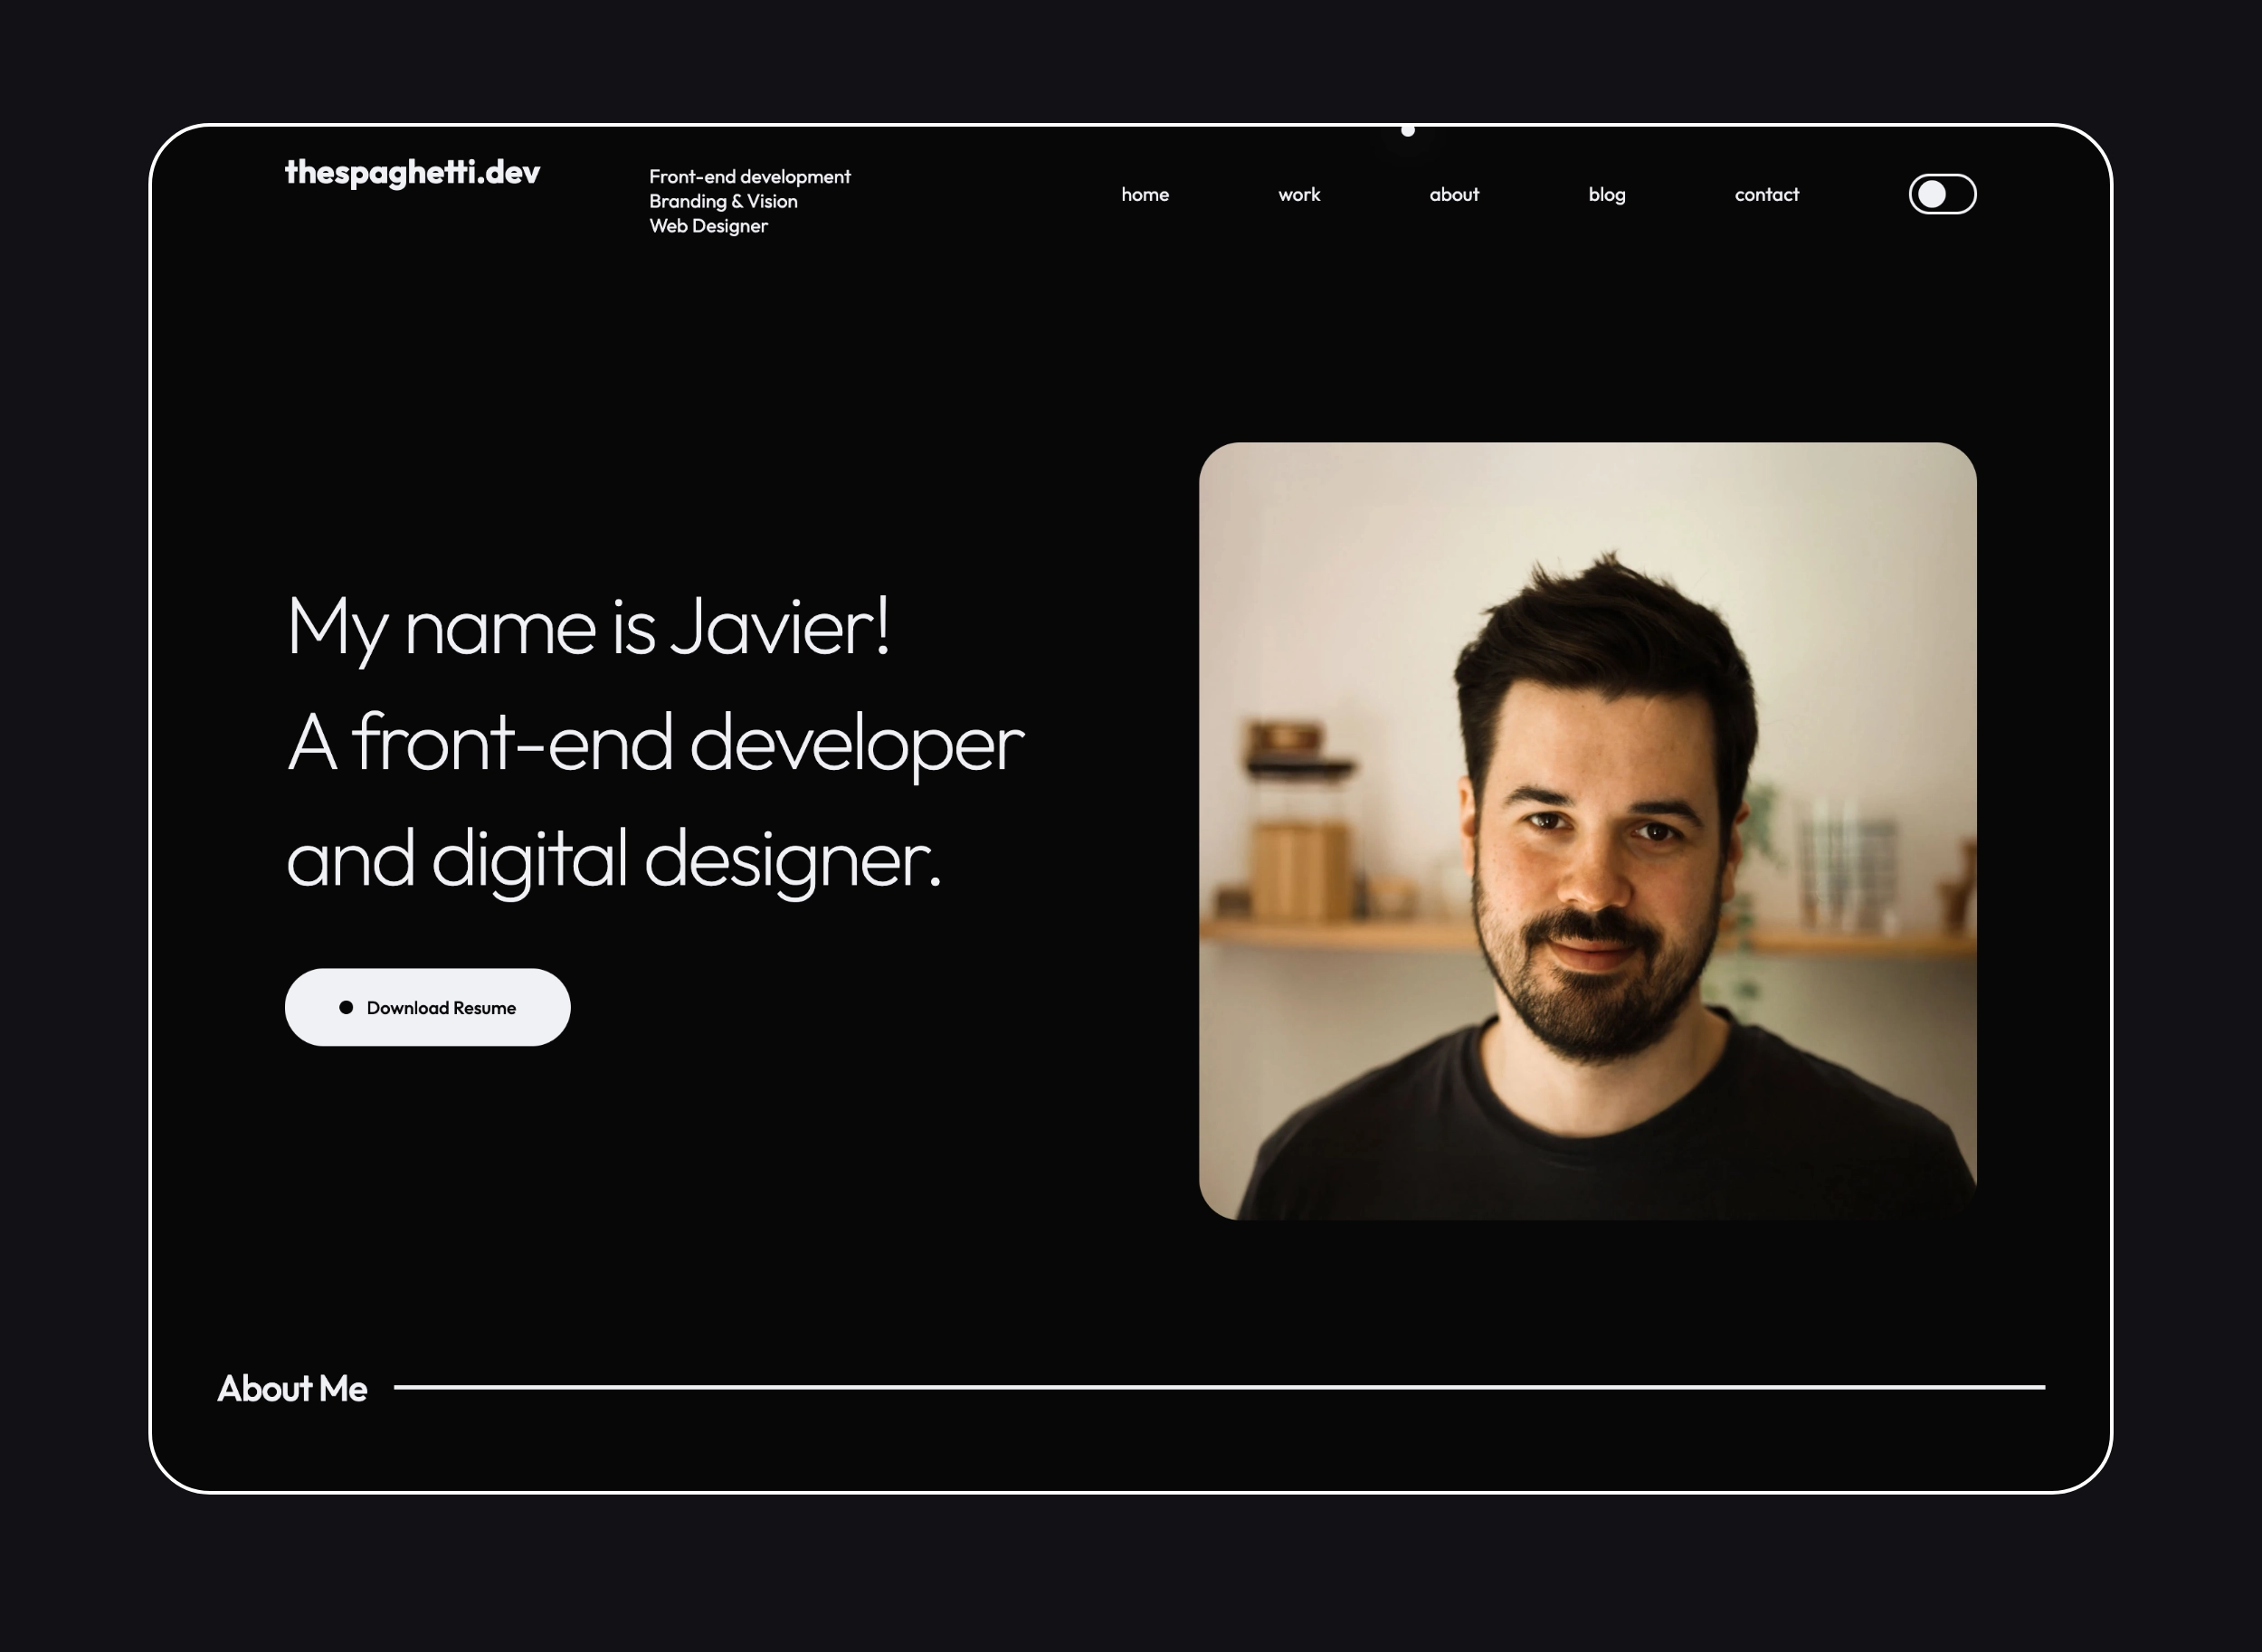 thespaghetti.dev
Front-end development
Branding & Vision
Web Designer
home
work
about
blog
contact
My name is Javier!
A front-end developer
and digital designer.
Download Resume
About Me